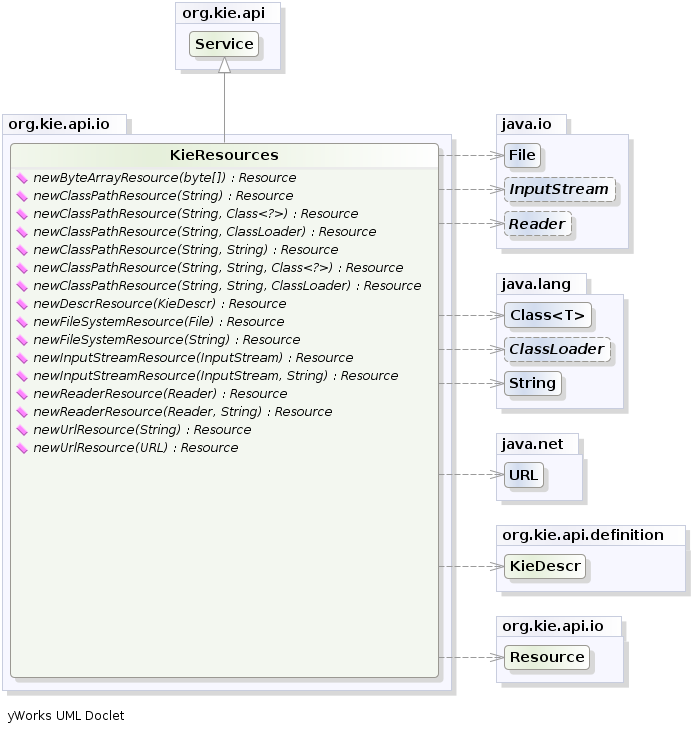 org.kie.api
Service
org.kie.api.io
KieResources
newByteArrayResource(byte[]) : Resource
newClassPathResource(String) : Resource
newClassPathResource(String, Class<?>) : Resource
newClassPathResource(String, ClassLoader) : Resource
newClassPathResource(String, String) : Resource
newClassPathResource(String, String, Class<?>) : Resource
newClassPathResource(String, String, ClassLoader) : Resource
newDescrResource(KieDescr) : Resource
newFileSystemResource(File) : Resource
newFileSystemResource(String) : Resource
newInputStreamResource(InputStream) : Resource
newInputStreamResource(InputStream, String) : Resource
newReaderResource(Reader) : Resource
newReaderResource(Reader, String) : Resource
newUrlResource(String) : Resource
newUrlResource(URL) : Resource
java.io
File
InputStream
Reader
java.lang
Class<T>
ClassLoader
String
java.net
URL
org.kie.api.definition
KieDescr
org.kie.api.io
Resource
yWorks UML Doclet